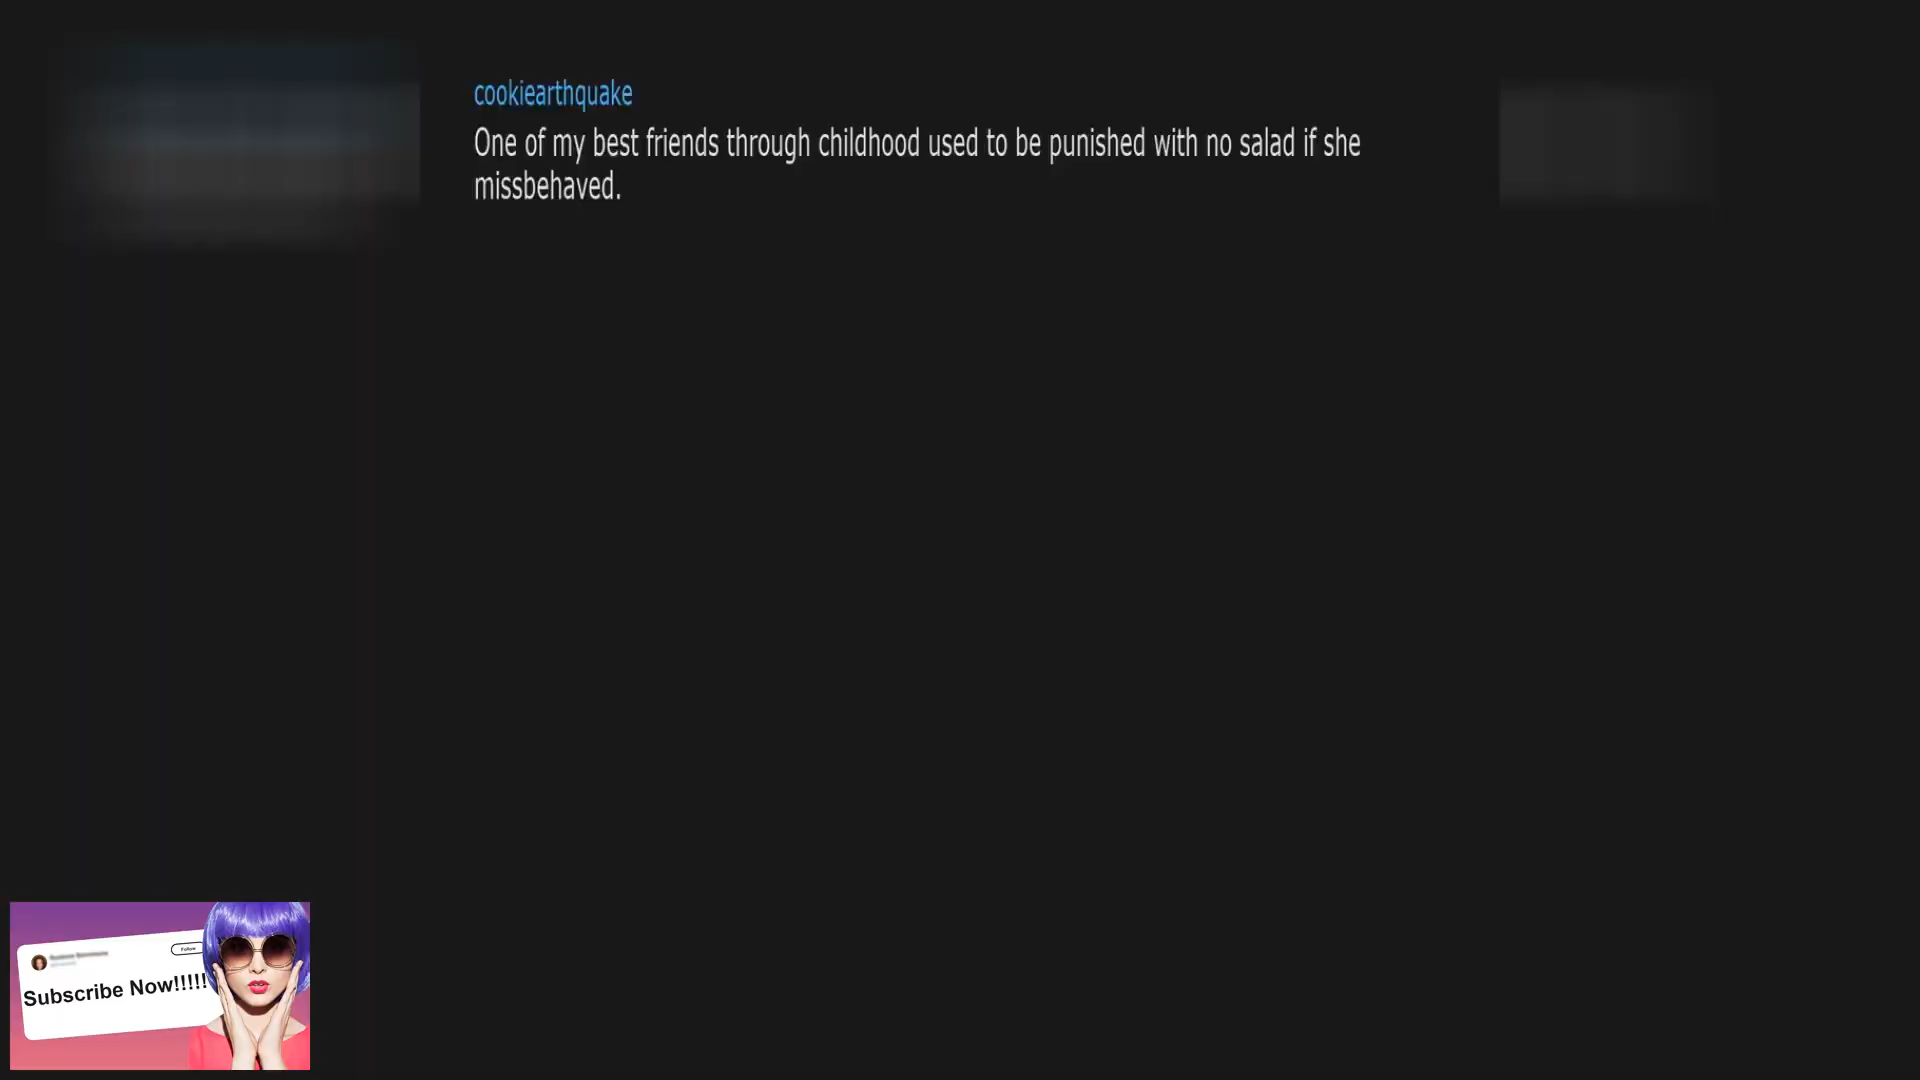 cookiearthquake
One of my best friends through childhood used to be punished with no salad if she
missbehaved.
Follow
Subscribe Now!!!!!